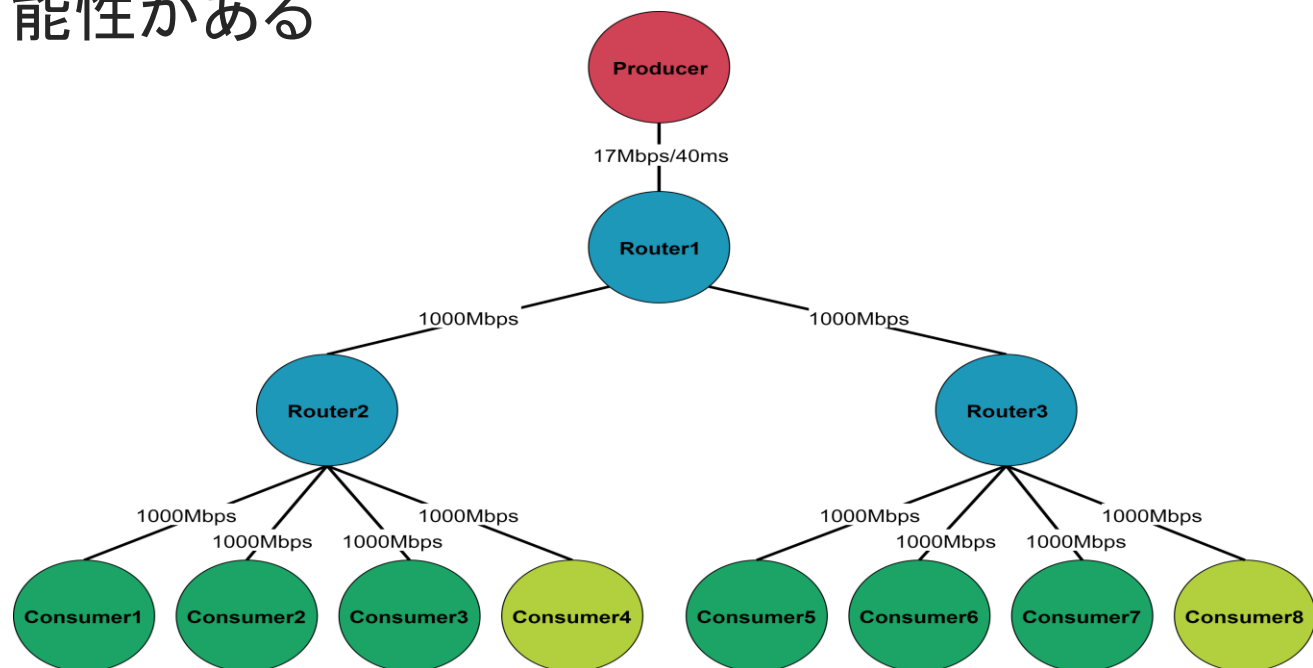 能性がある
Producer
17Mbps/40ms
Router1
1000Mbps 1000Mbps
Router2 Router3
1000Mbps 1000Mbps 1000Mbps 1000Mbps
1000Mbps 1000Mbps 1000Mbps 1000Mbps
Consumer1 Consumer2 Consumer3 Consumer4 Consumer5 Consumer6 Consumer7 Consumer8